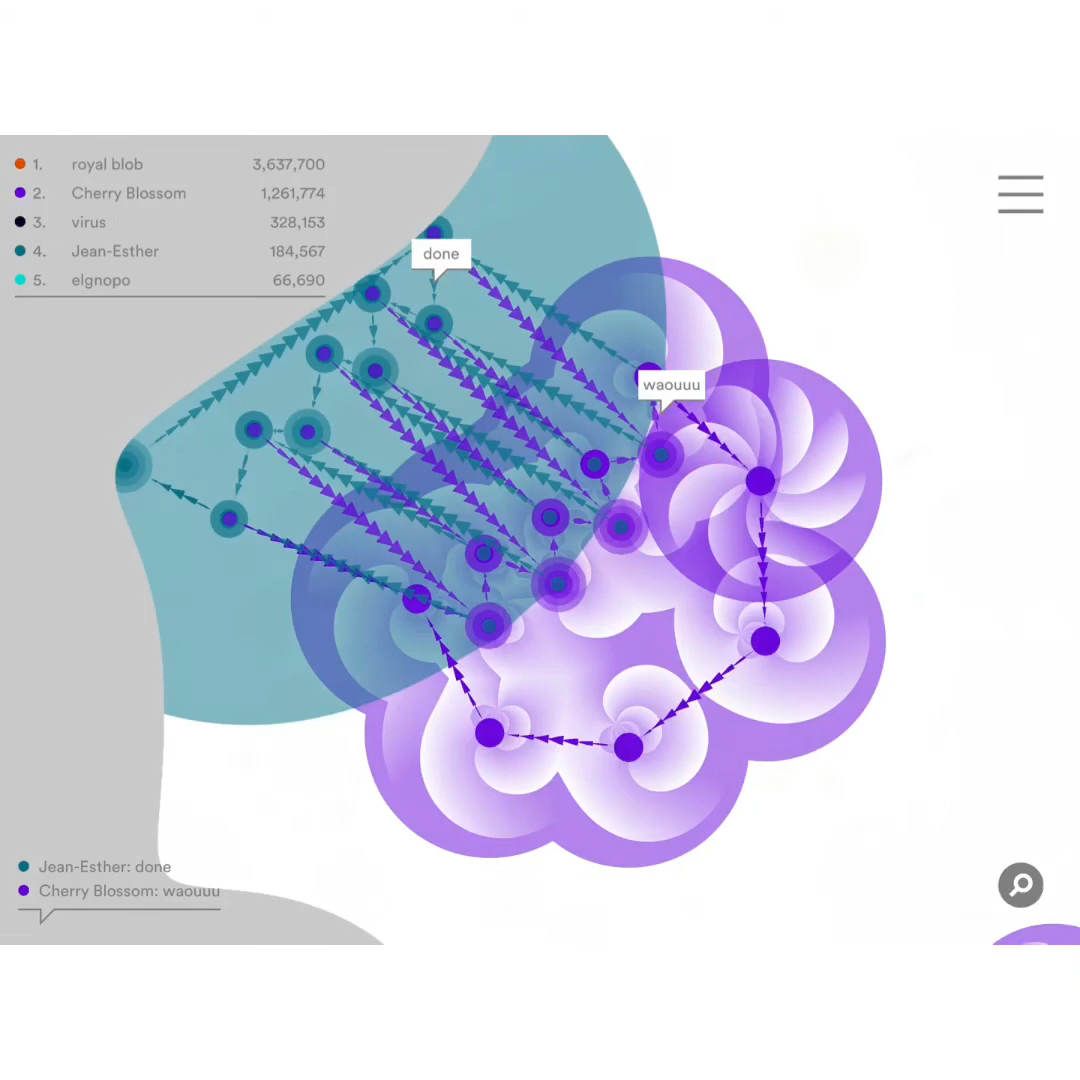 1. royal blob 3,637,700
2. Cherry Blossom 1,261,774
3. virus 328,153
4. Jean-Esther 184,567
5. elgnopo 66,690
done
waouuu
Jean-Esther: done
Cherry Blossom: waouuu